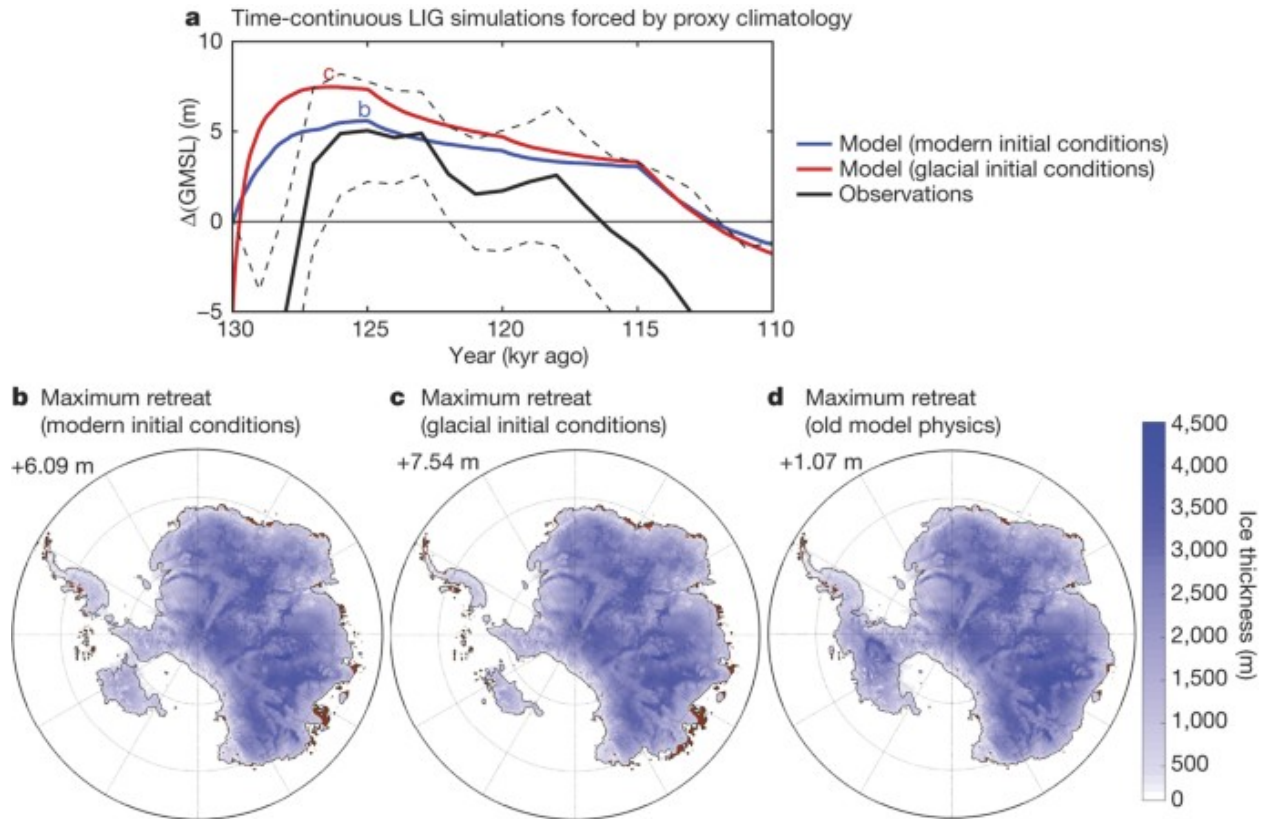 a Time-continuous LIG simulations forced by proxy climatology
10
5
0
−5
Δ(GMSL) (m)
c
b
130 125 120 115 110
Year (kyr ago)
Model (modern initial conditions)
Model (glacial initial conditions)
Observations
b Maximum retreat
(modern initial conditions)
+6.09 m
c Maximum retreat
(glacial initial conditions)
+7.54 m
d Maximum retreat
(old model physics)
+1.07 m
4,500
4,000
3,500
3,000
2,500
2,000
1,500
1,000
500
0
Ice thickness (m)